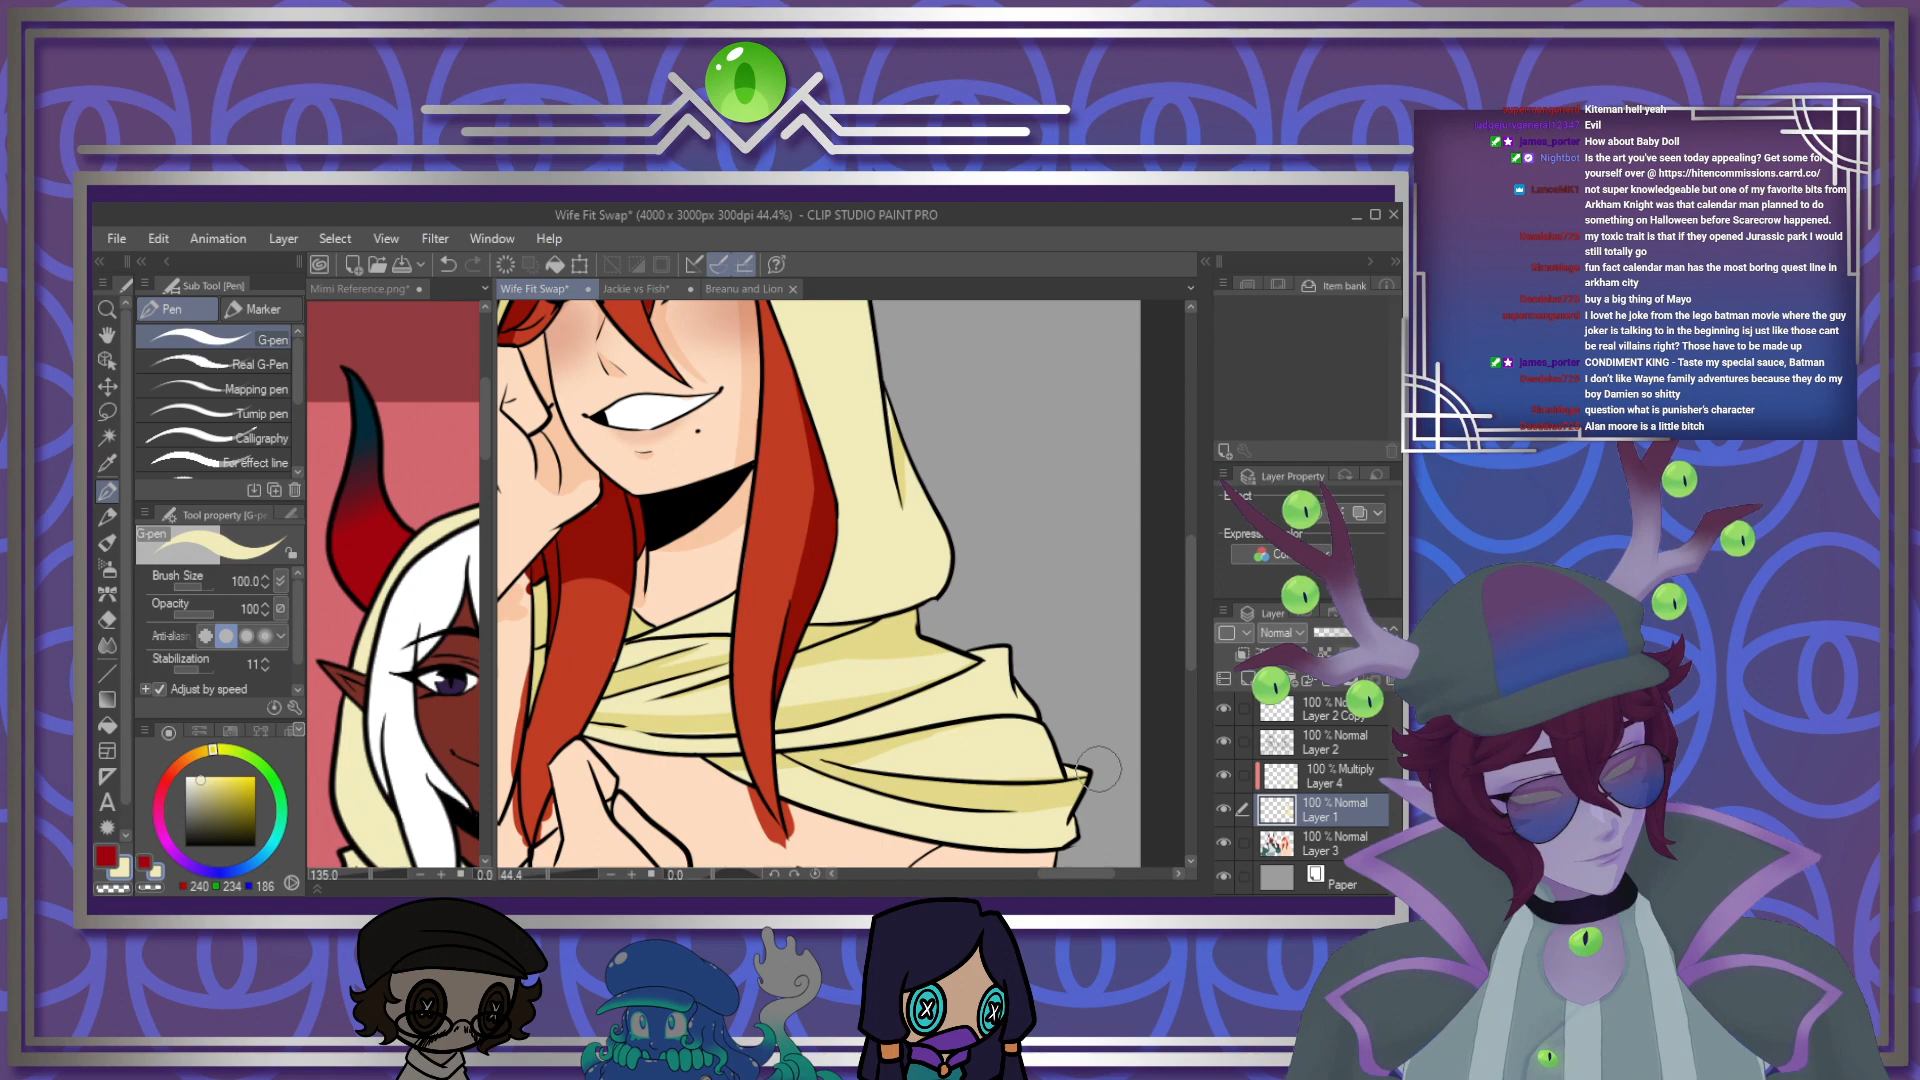 Wife Fit Swap* (4000 x 3000px 300dpi 44.4%) - CLIP STUDIO PAINT PRO
File Edit Animation Layer Select View Filter Window Help
Sub Tool [Pen]
Pen Marker
G-pen
Real G-Pen
Mapping pen
Turnip pen
Calligraphy
For effect line
Tool property [G-pe
G-pen
Brush Size 100.0
Opacity 100
Anti-aliasin
Stabilization 11
Adjust by speed
240 234 186
Mimi Reference.png*
Wife Fit Swap* Jackie vs Fish* Breanu and Lion
135.0 0.0
44.4 0.0
Item bank
Layer Property
Effect
Layer
Normal
Layer 2 Copy
100 % Normal
Layer 2
100 % Multiply
Layer 4
100 % Normal
Layer 1
100 % Normal
Layer 3
Paper
Kiteman hell yeah
judgejurygeneral12347 Evil
james_porter How about Baby Doll
Nightbot Is the art you've seen today appealing? Get some for
yourself over @ https://hitencommissions.carrd.co/
LanceMK1 not super knowledgeable but one of my favorite bits from
Arkham Knight was that calendar man planned to do
something on Halloween before Scarecrow happened.
my toxic trait is that if they opened Jurassic park I would
still totally go
fun fact calendar man has the most boring quest line in
arkham city
buy a big thing of Mayo
I lovet he joke from the lego batman movie where the guy
joker is talking to in the beginning isj ust like those cant
be real villains right? Those have to be made up
james_porter CONDIMENT KING - Taste my special sauce, Batman
I don't like Wayne family adventures because they do my
boy Damien so shitty
question what is punisher's character
Alan moore is a little bitch